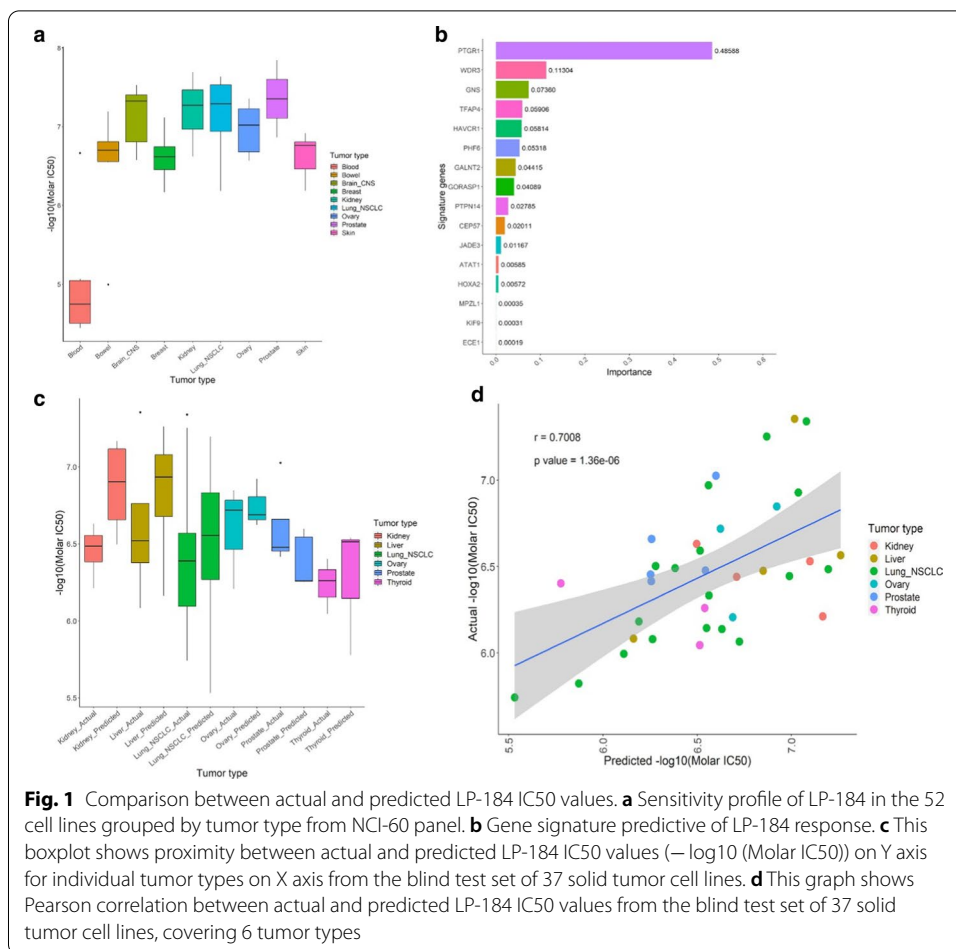 a
8
7
6
5
-log10(Molar IC50)
Blood
Bowel
Brain_CNS
Breast
Kidney
Lung_NSCLC
Ovary
Prostate
Skin
Tumor type
Tumor type
Blood
Bowel
Brain_CNS
Breast
Kidney
Lung_NSCLC
Ovary
Prostate
Skin
b
Signature genes
PTGR1 0.48588
WDR3 0.11304
GNS 0.07360
TFAP4 0.05906
HAVCR1 0.05814
PHF8 0.05318
GALNT2 0.04415
GORASP1 0.04089
PTPN14 0.02785
CEP57 0.02011
JADE3 0.01167
ATAT1 0.00585
HOXA2 0.00572
MPZL1 0.00035
KIF9 0.00031
ECE1 0.00019
0.0 0.1 0.2 0.3 0.4 0.5 0.6
Importance
c
7.0
6.5
6.0
5.5
-log10(Molar IC50)
Kidney_Actual
Kidney_Predicted
Liver_Actual
Liver_Predicted
Lung_NSCLC_Actual
Lung_NSCLC_Predicted
Ovary_Actual
Ovary_Predicted
Prostate_Actual
Prostate_Predicted
Thyroid_Actual
Thyroid_Predicted
Tumor type
Tumor type
Kidney
Liver
Lung_NSCLC
Ovary
Prostate
Thyroid
d
r = 0.7008
p value = 1.36e-06
7.0
6.5
6.0
Actual -log10(Molar IC50)
5.5 6.0 6.5 7.0
Predicted -log10(Molar IC50)
Tumor type
Kidney
Liver
Lung_NSCLC
Ovary
Prostate
Thyroid
Fig. 1 Comparison between actual and predicted LP-184 IC50 values. a Sensitivity profile of LP-184 in the 52
cell lines grouped by tumor type from NCI-60 panel. b Gene signature predictive of LP-184 response. c This
boxplot shows proximity between actual and predicted LP-184 IC50 values (− log10 (Molar IC50)) on Y axis
for individual tumor types on X axis from the blind test set of 37 solid tumor cell lines. d This graph shows
Pearson correlation between actual and predicted LP-184 IC50 values from the blind test set of 37 solid
tumor cell lines, covering 6 tumor types